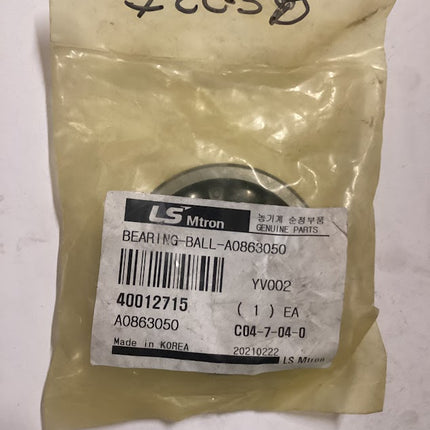 LS Mtron
농기계 순정부품
GENUINE PARTS
BEARING-BALL-A0863050
YV002
40012715
( 1 ) EA
A0863050
C04-7-04-0
Made in KOREA
20210222
LS Mtron